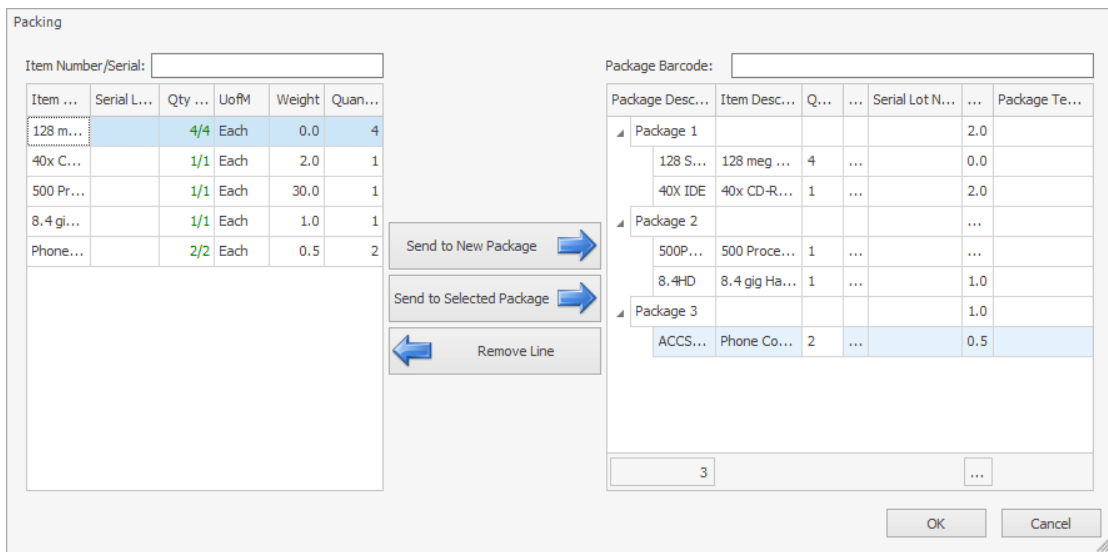 Packing
Item Number/Serial:
Package Barcode:
Item ... Serial L... Qty ... UofM Weight Quan...
128 m... 4/4 Each 0.0 4
40x C... 1/1 Each 2.0 1
500 Pr... 1/1 Each 30.0 1
8.4 gi... 1/1 Each 1.0 1
Phone... 2/2 Each 0.5 2
Send to New Package
Send to Selected Package
Remove Line
Package Desc... Item Desc... Q... ... Serial Lot N... ... Package Te...
Package 1 2.0
128 S... 128 meg ... 4 ... 0.0
40X IDE 40x CD-R... 1 ... 2.0
Package 2 ...
500P... 500 Proce... 1 ... ...
8.4HD 8.4 gig Ha... 1 ... 1.0
Package 3 1.0
ACCS... Phone Co... 2 ... 0.5
3 ...
OK Cancel